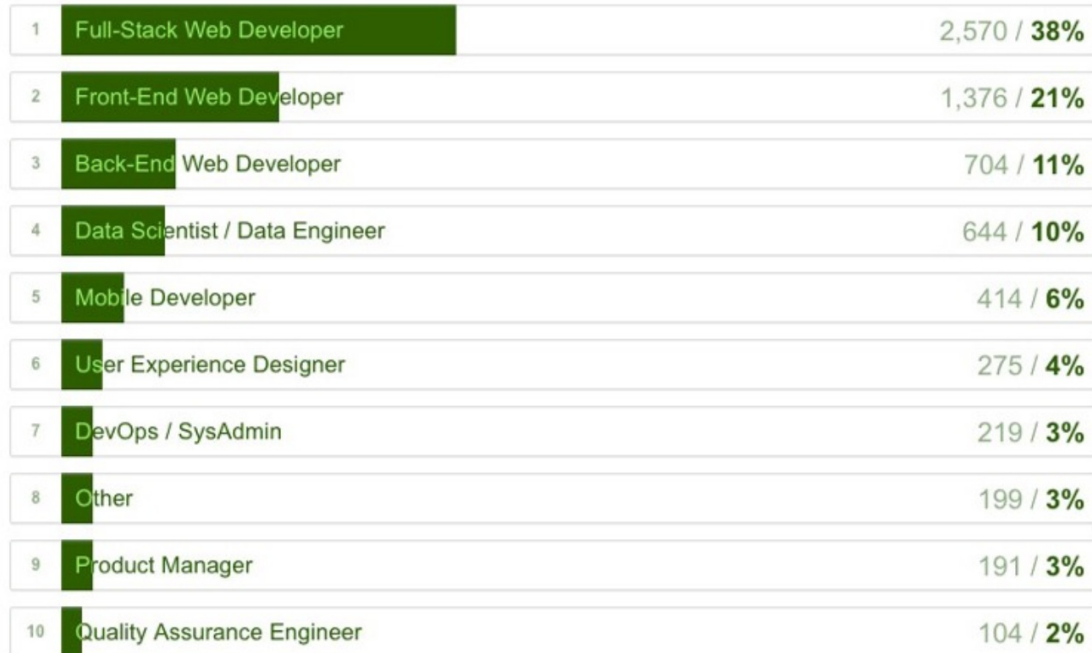 1 Full-Stack Web Developer 2,570 / 38%
2 Front-End Web Developer 1,376 / 21%
3 Back-End Web Developer 704 / 11%
4 Data Scientist / Data Engineer 644 / 10%
5 Mobile Developer 414 / 6%
6 User Experience Designer 275 / 4%
7 DevOps / SysAdmin 219 / 3%
8 Other 199 / 3%
9 Product Manager 191 / 3%
10 Quality Assurance Engineer 104 / 2%